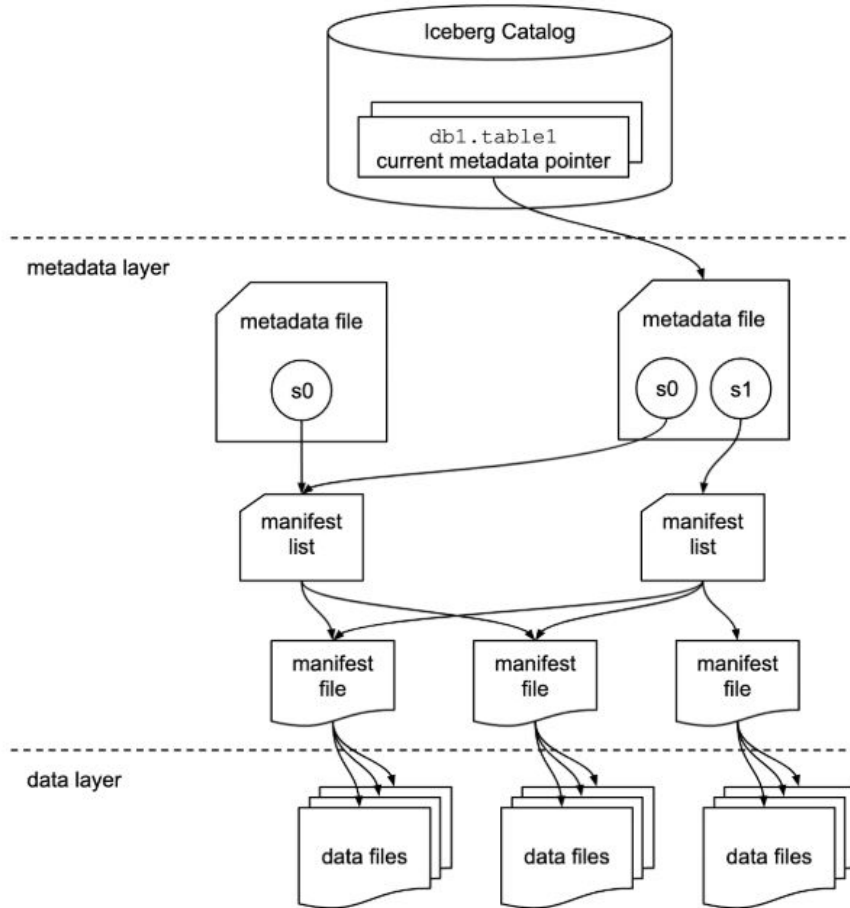 Iceberg Catalog
db1.table1
current metadata pointer
metadata layer
metadata file
s0
metadata file
s0
s1
manifest
list
manifest
list
manifest
file
manifest
file
manifest
file
data layer
data files
data files
data files